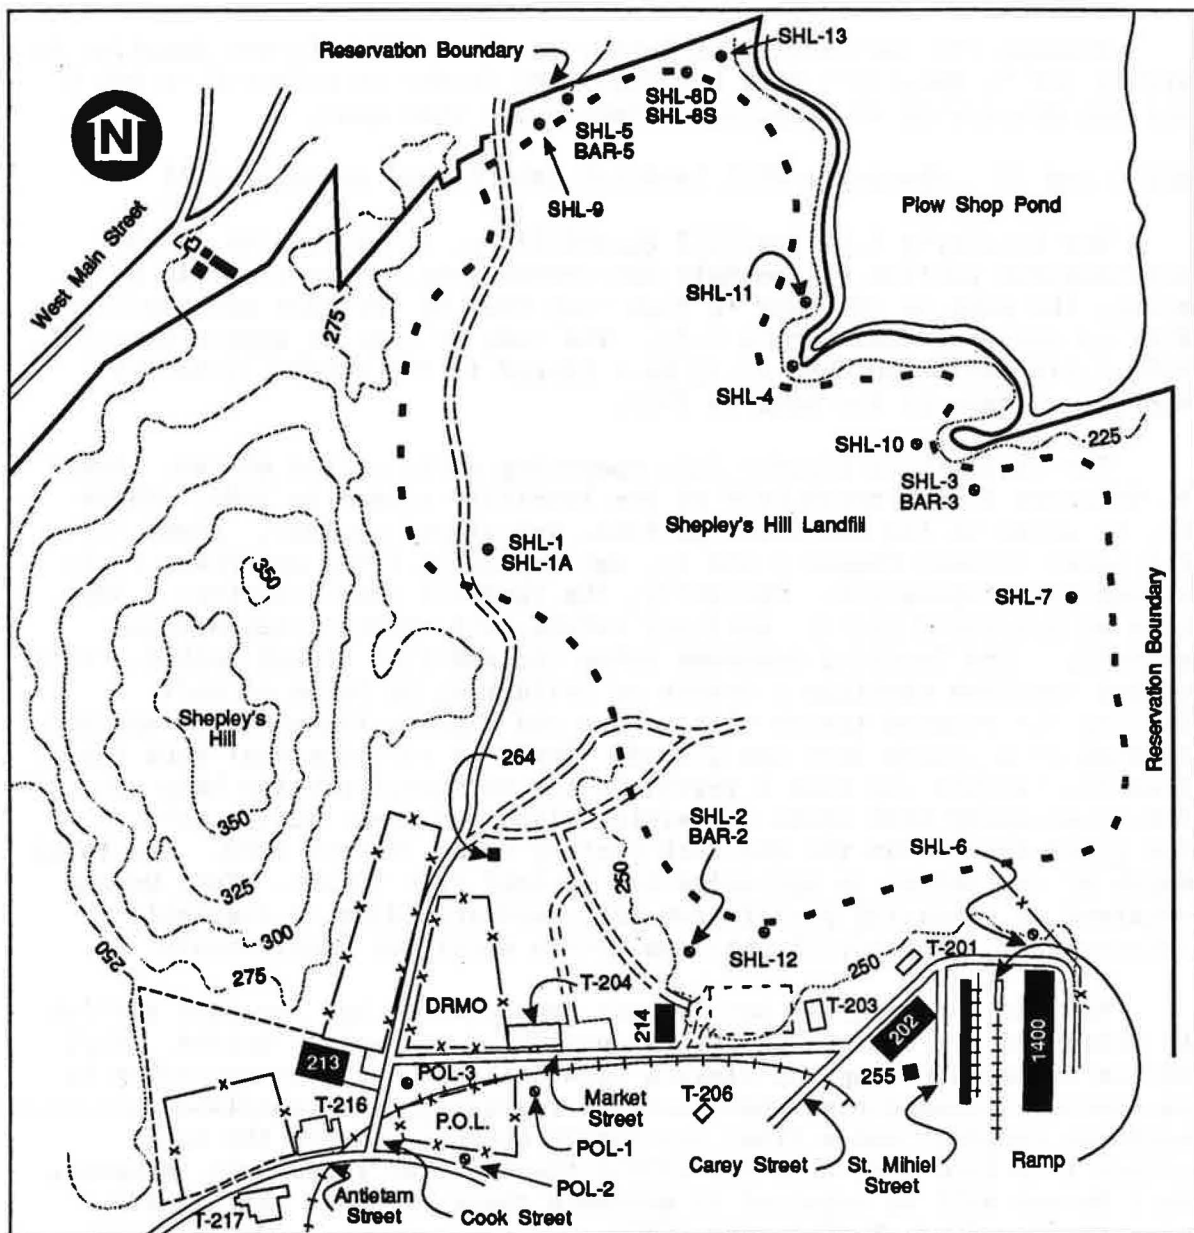 SHL-13
Reservation Boundary
N
SHL-8D
SHL-8S
SHL-5
BAR-5
SHL-9
West Main Street
Plow Shop Pond
275
SHL-11
SHL-4
225
SHL-10
SHL-3
BAR-3
Shepley's Hill Landfill
SHL-1
SHL-1A
350
SHL-7
Reservation Boundary
Shepley's
Hill
264
350
SHL-2
BAR-2
SHL-6
325
250
300
250
275
SHL-12
250
T-201
T-204
DRMO
T-203
214
202
1400
213
POL-3
255
T-216
Market
Street
T-206
P.O.L.
POL-1
Carey Street
St. Mihiel
Street
Ramp
POL-2
Antietam
Street
Cook Street
T-217